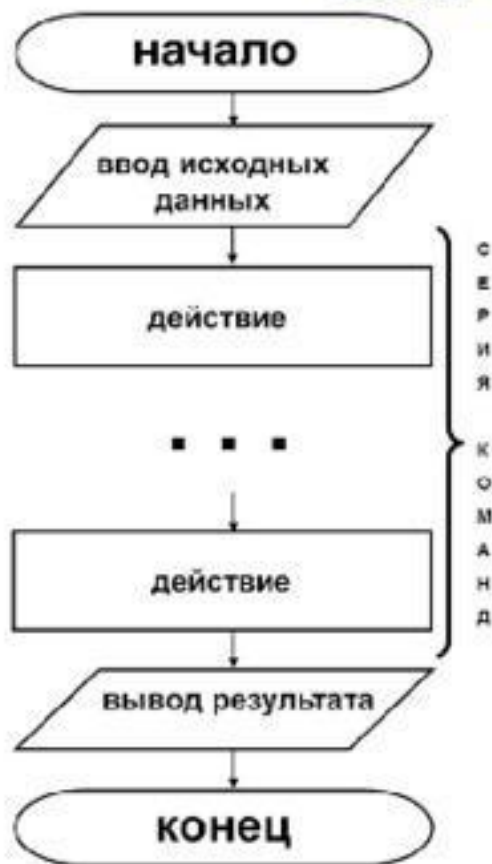 начало
ввод исходных
данных
действие
СЕРИЯ КОМАНД
действие
вывод результата
конец